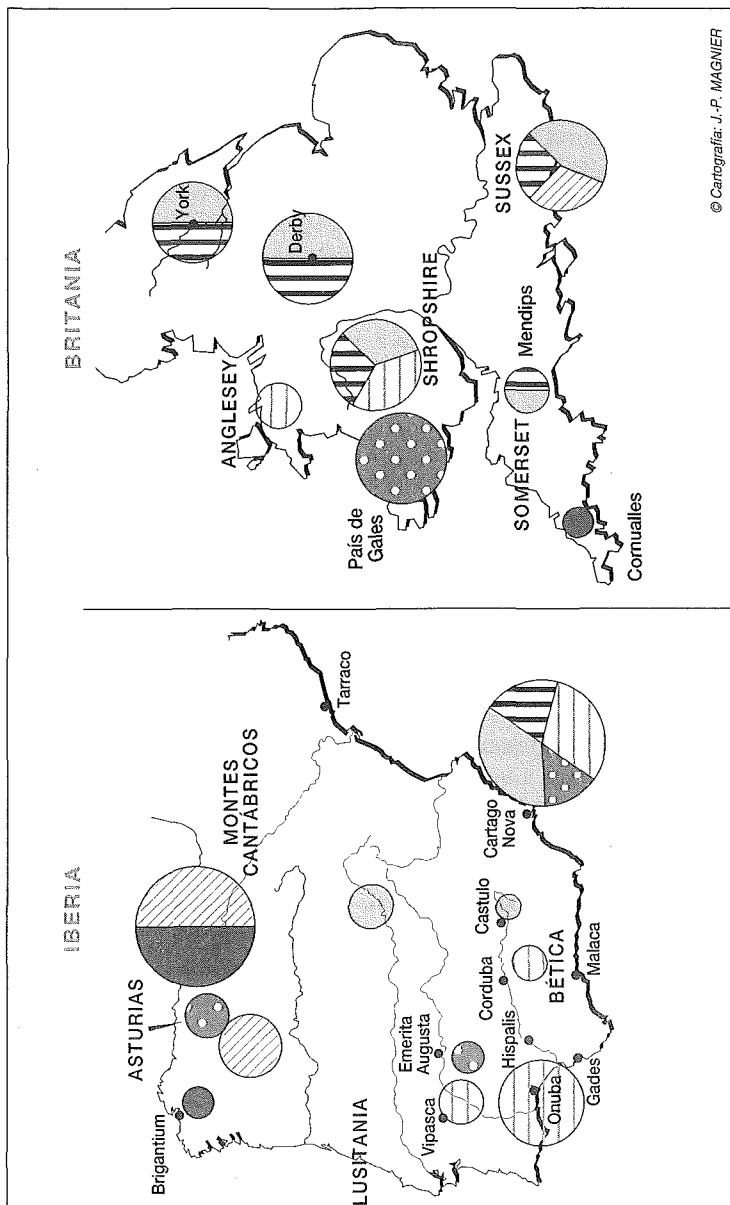 IBERIA
Brigantium
ASTURIAS
MONTES
CANTÁBRICOS
Tarraco
LUSITANIA
Emerita
Augusta
Vipasca
Corduba
Castulo
Cartago
Nova
Hispalis
BÉTICA
Onuba
Gades
Malaca
BRITANIA
York
Derby
ANGLESEY
SHROPSHIRE
País de
Gales
SUSSEX
SOMERSET
Mendips
Cornualles
© Cartografía: J.-P. MAGNIER